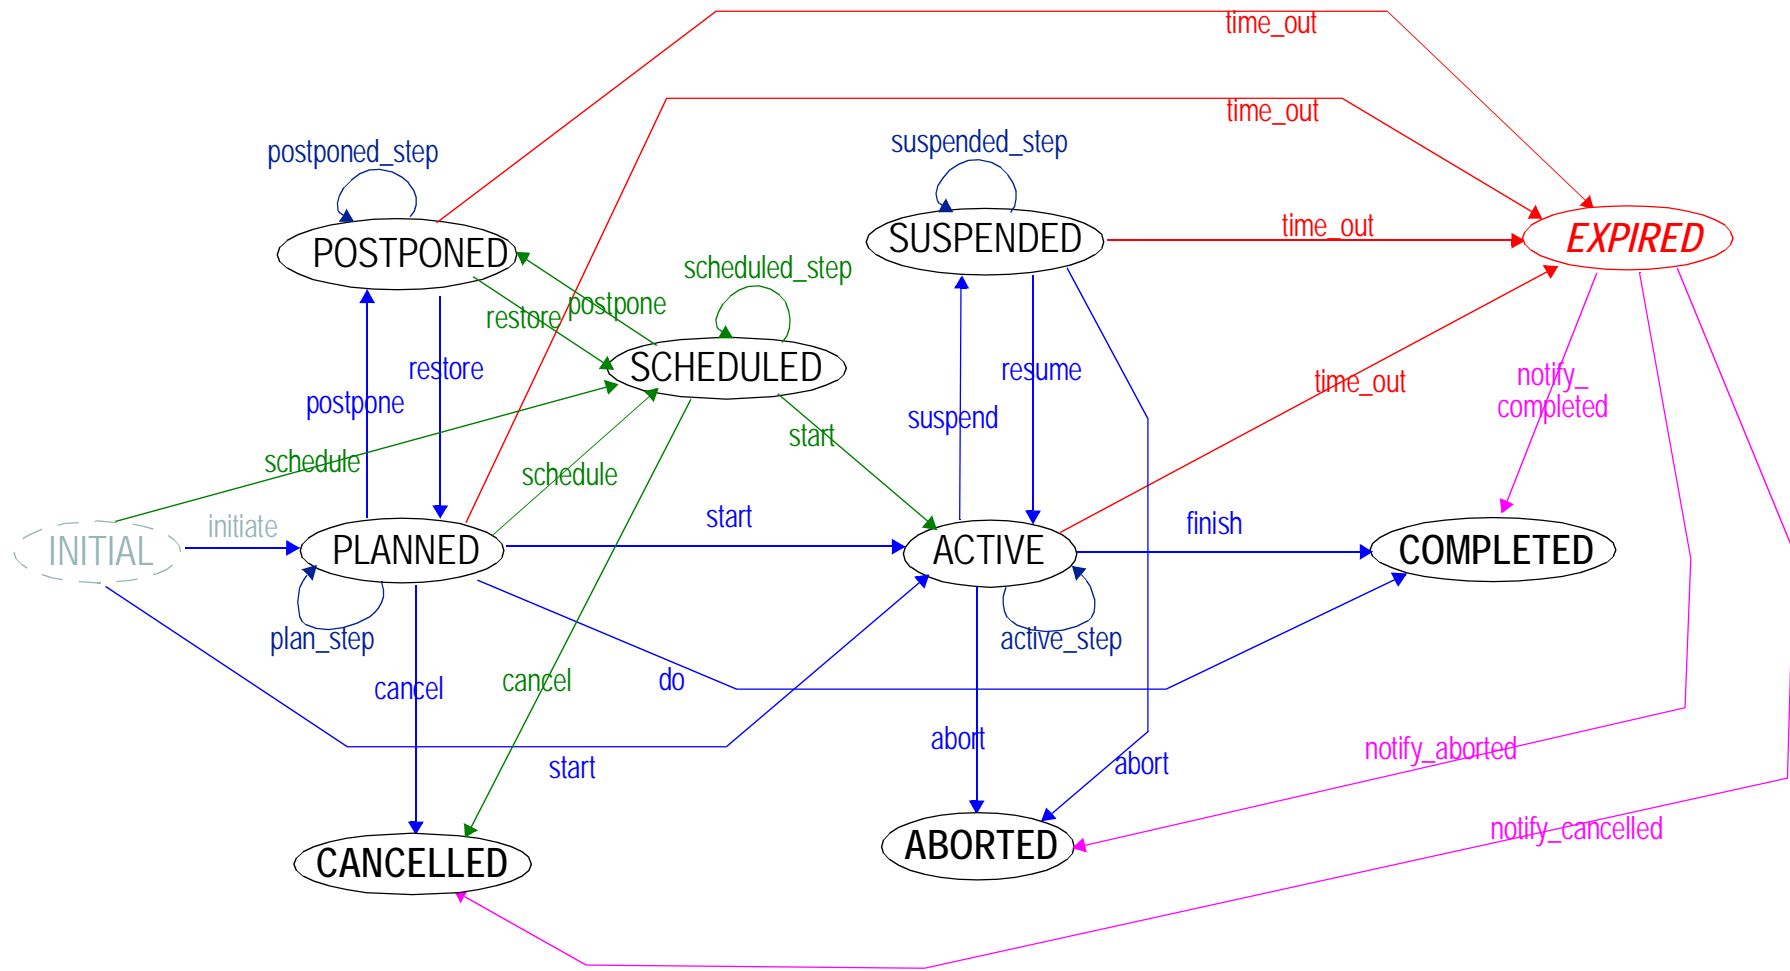 time_out
time_out
postponed_step
suspended_step
POSTPONED
SUSPENDED
time_out
EXPIRED
scheduled_step
restore
postpone
SCHEDULED
restore
resume
time_out
notify_
completed
postpone
suspend
start
schedule
schedule
initiate
start
finish
INITIAL
PLANNED
ACTIVE
COMPLETED
plan_step
active_step
cancel
cancel
do
abort
notify_aborted
start
abort
notify_cancelled
CANCELLED
ABORTED